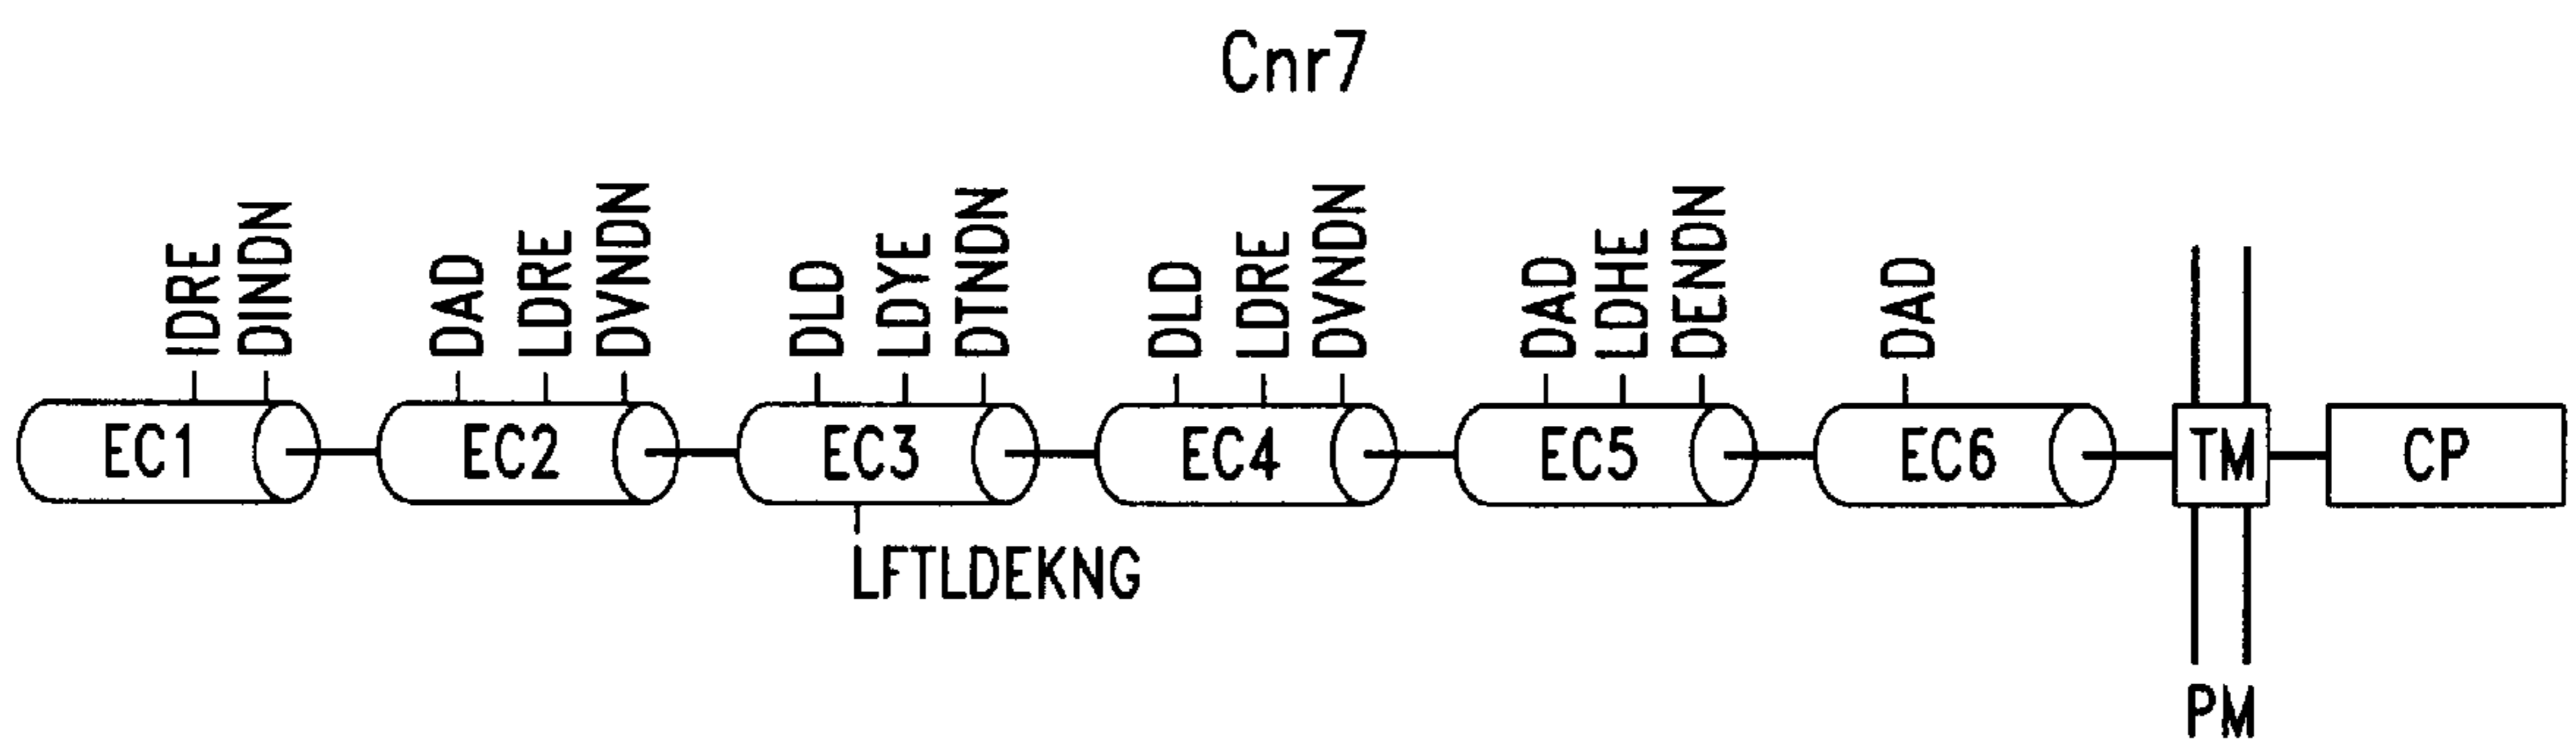 Cnr7
IDRE
DINDN
DAD
LDRE
DVNDN
DLD
LDYE
DTNDN
DLD
LDRE
DVNDN
DAD
LDHE
DENDN
DAD
EC1
EC2
EC3
EC4
EC5
EC6
TM
CP
LFTLDEKNG
PM